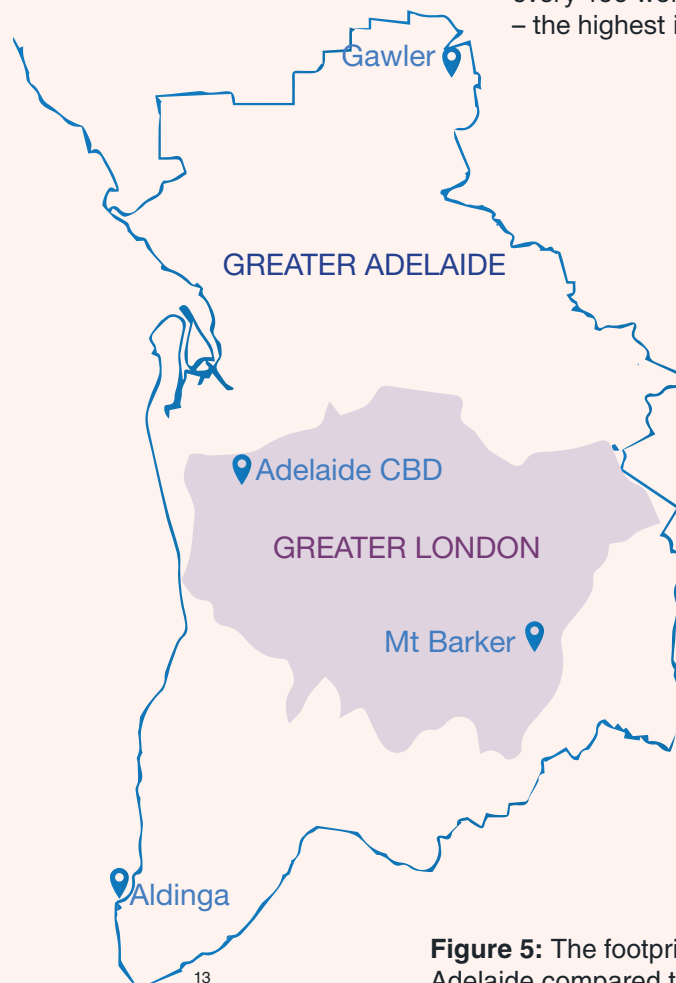 – the highest i
Gawler
GREATER ADELAIDE
Adelaide CBD
GREATER LONDON
Mt Barker
Aldinga
Figure 5: The footpri
Adelaide compared t
13